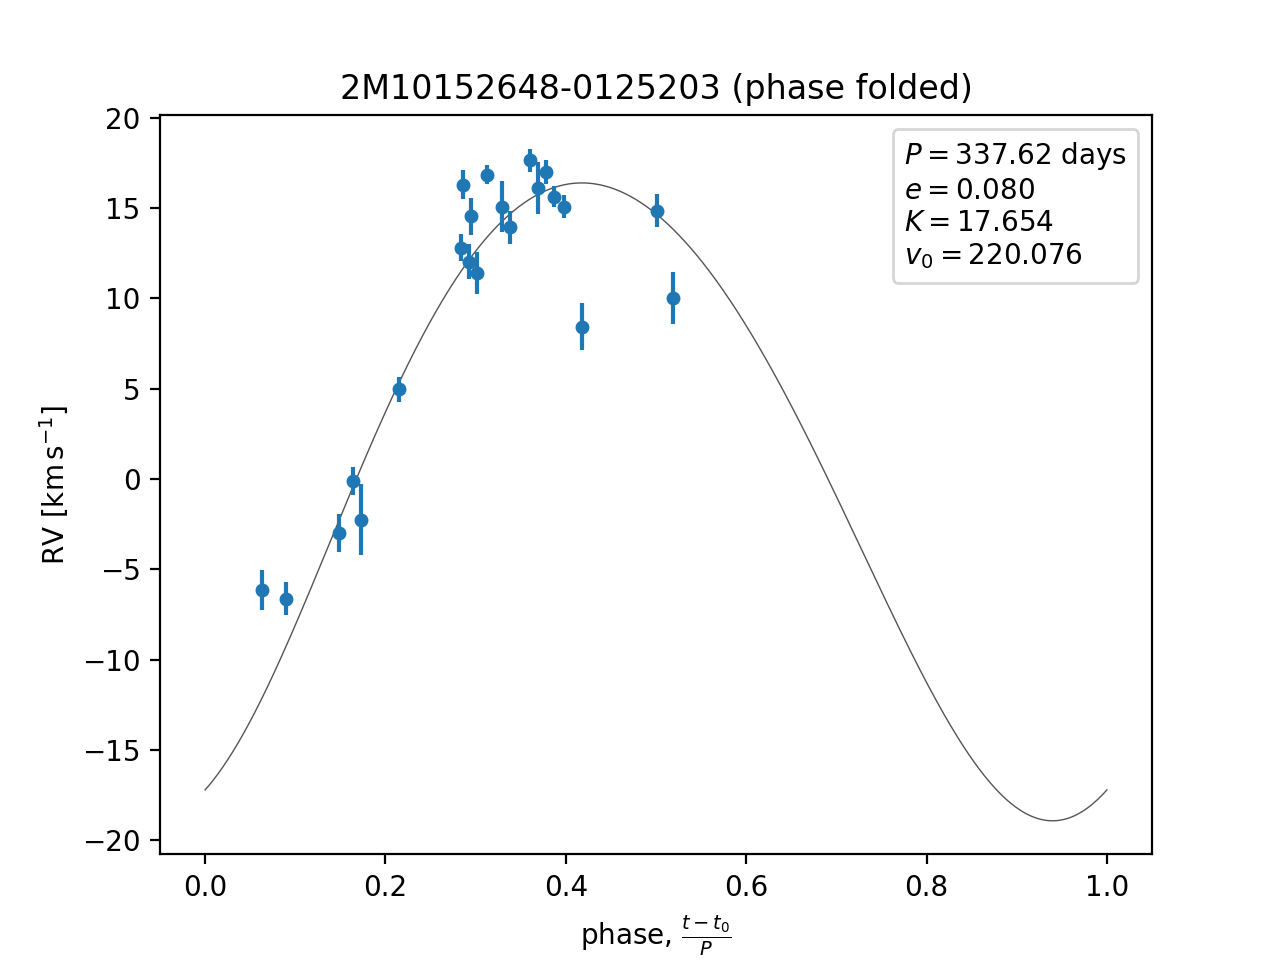 2M10152648-0125203 (phase folded)
P = 337.62 days
e = 0.080
K = 17.654
v₀ = 220.076
20
15
10
5
0
−5
−10
−15
−20
RV [km s⁻¹]
0.0 0.2 0.4 0.6 0.8 1.0
phase, (t − t₀)/P